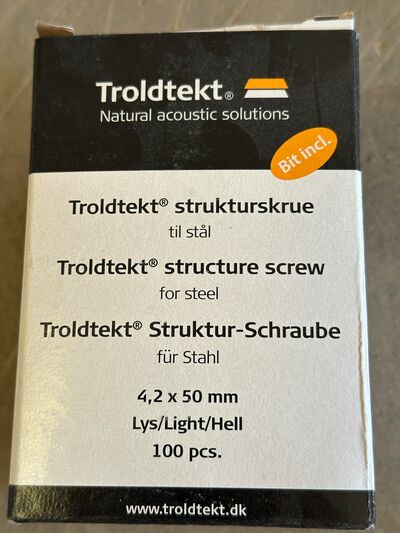 Troldtekt®
Natural acoustic solutions
Bit incl.
Troldtekt® strukturskrue
til stål
Troldtekt® structure screw
for steel
Troldtekt® Struktur-Schraube
für Stahl
4,2 x 50 mm
Lys/Light/Hell
100 pcs.
www.troldtekt.dk